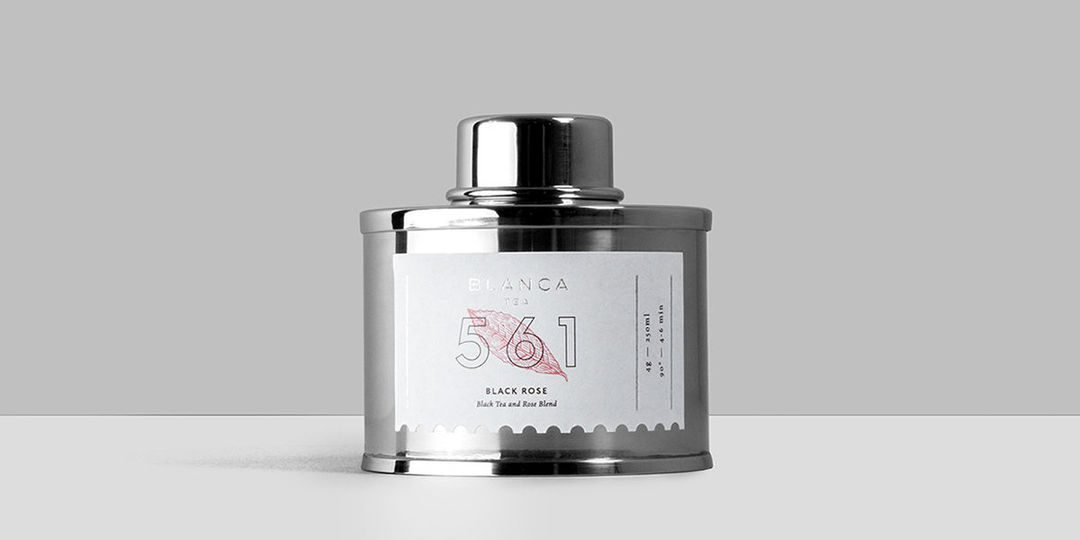 BLANCA
TEA
561
BLACK ROSE
Black Tea and Rose Blend
4g — 250ml
90° — 4-6 min